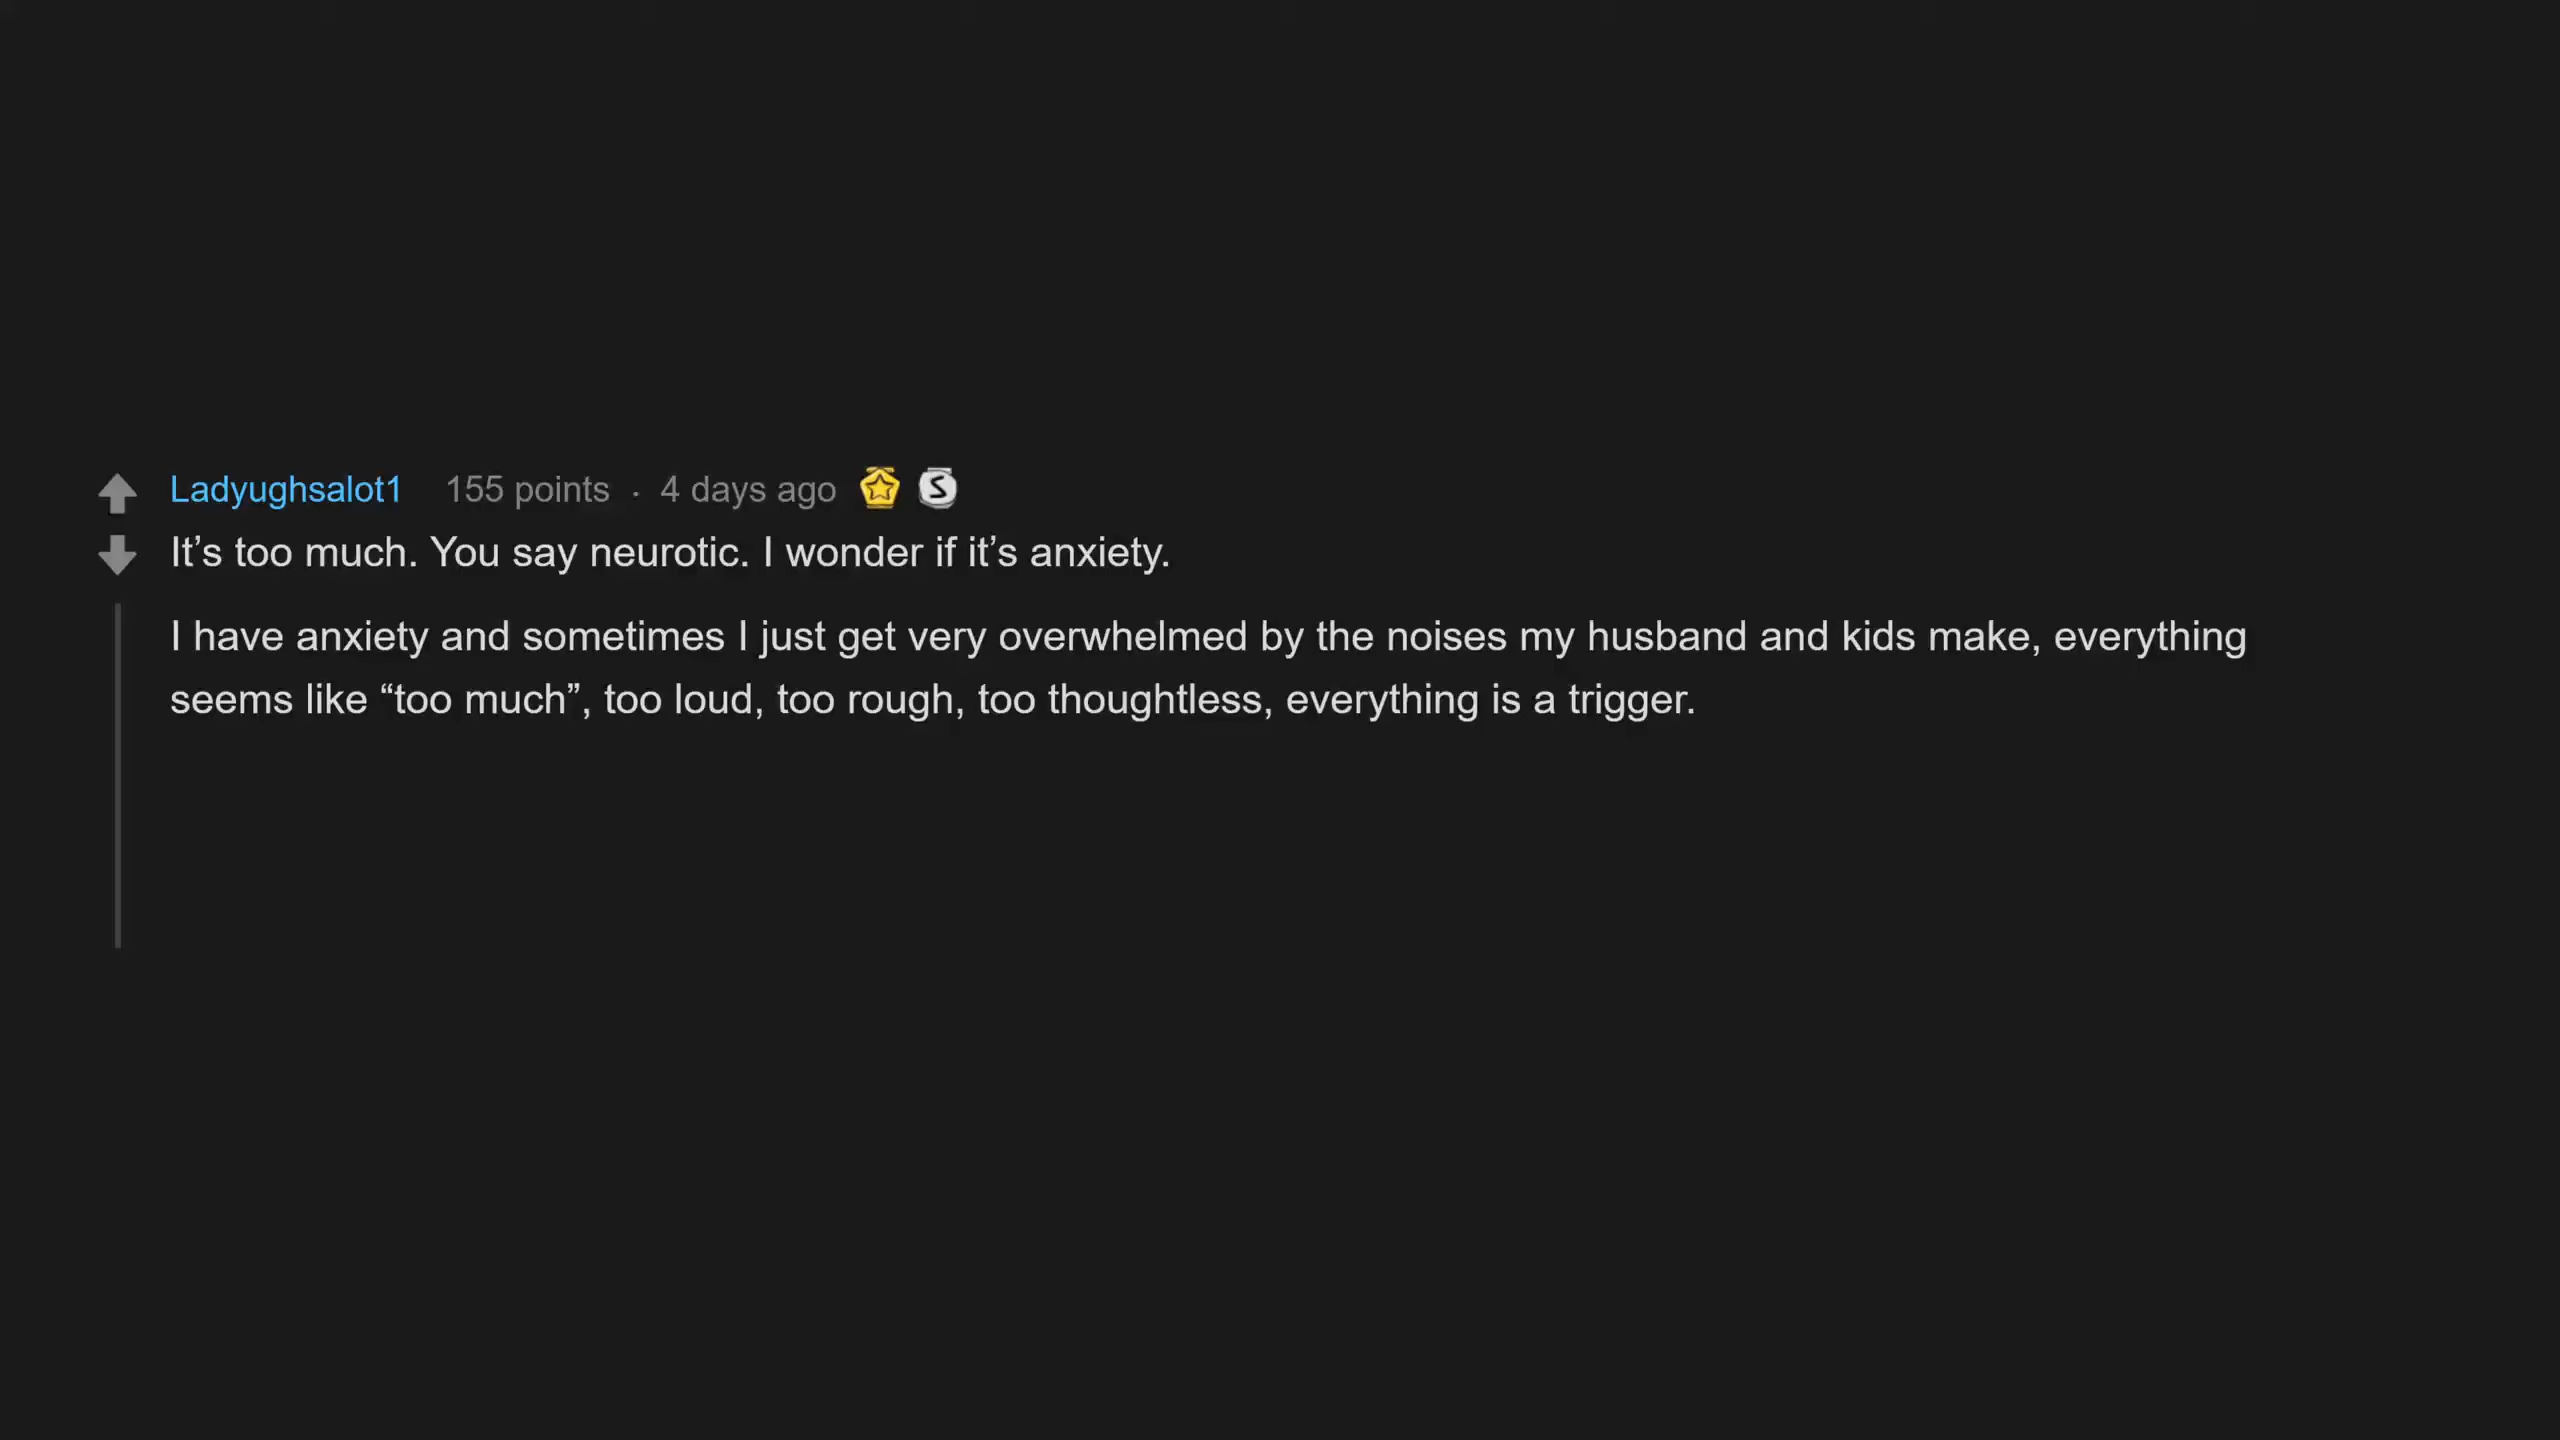 Ladyughsalot1 155 points · 4 days ago S
It’s too much. You say neurotic. I wonder if it’s anxiety.
I have anxiety and sometimes I just get very overwhelmed by the noises my husband and kids make, everything
seems like “too much”, too loud, too rough, too thoughtless, everything is a trigger.